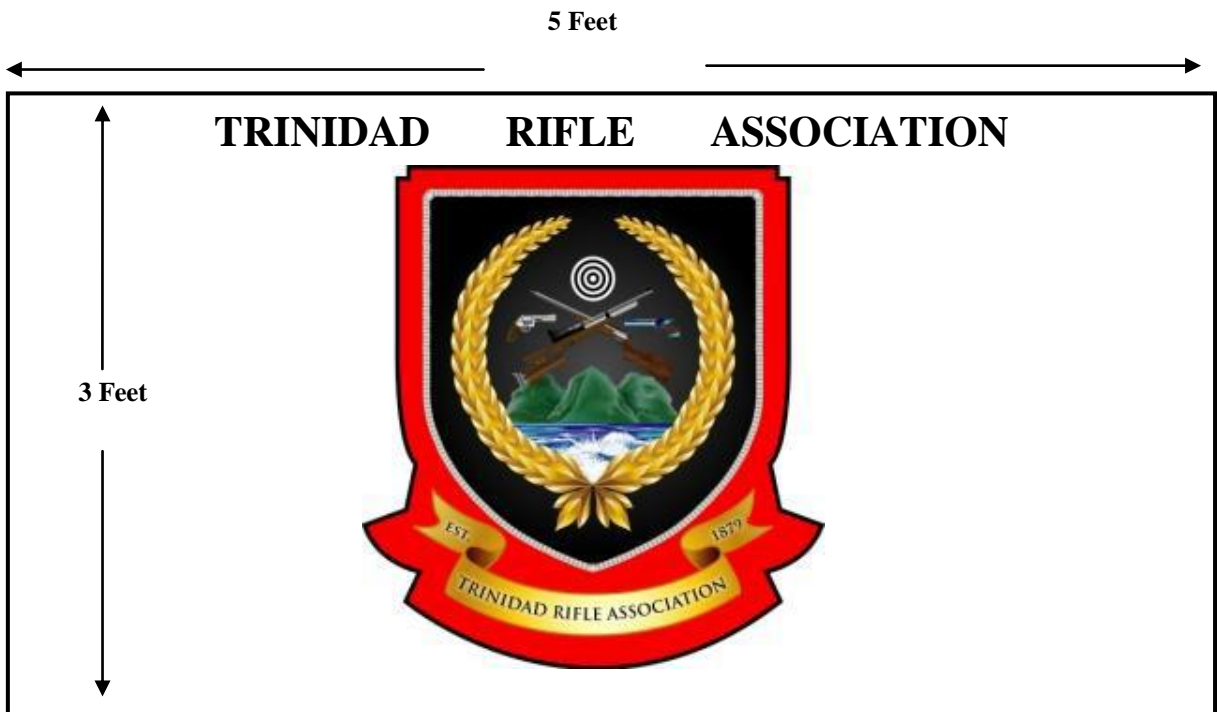 5 Feet
TRINIDAD RIFLE ASSOCIATION
3 Feet
EST. 1879
TRINIDAD RIFLE ASSOCIATION